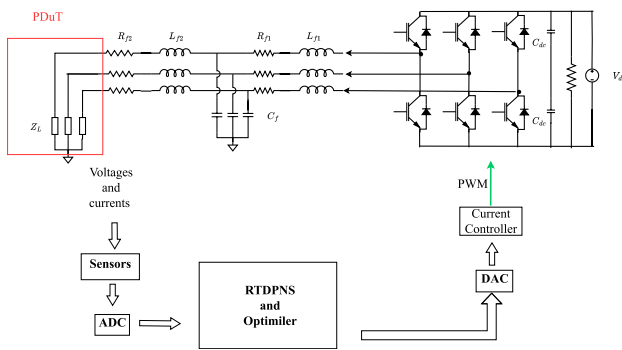 PDuT
R_{f2}
L_{f2}
R_{f1}
L_{f1}
C_{dc}
V_d
Z_L
C_f
C_{dc}
Voltages and
currents
PWM
Current
Controller
Sensors
DAC
RTDPNS
and
Optimiler
ADC